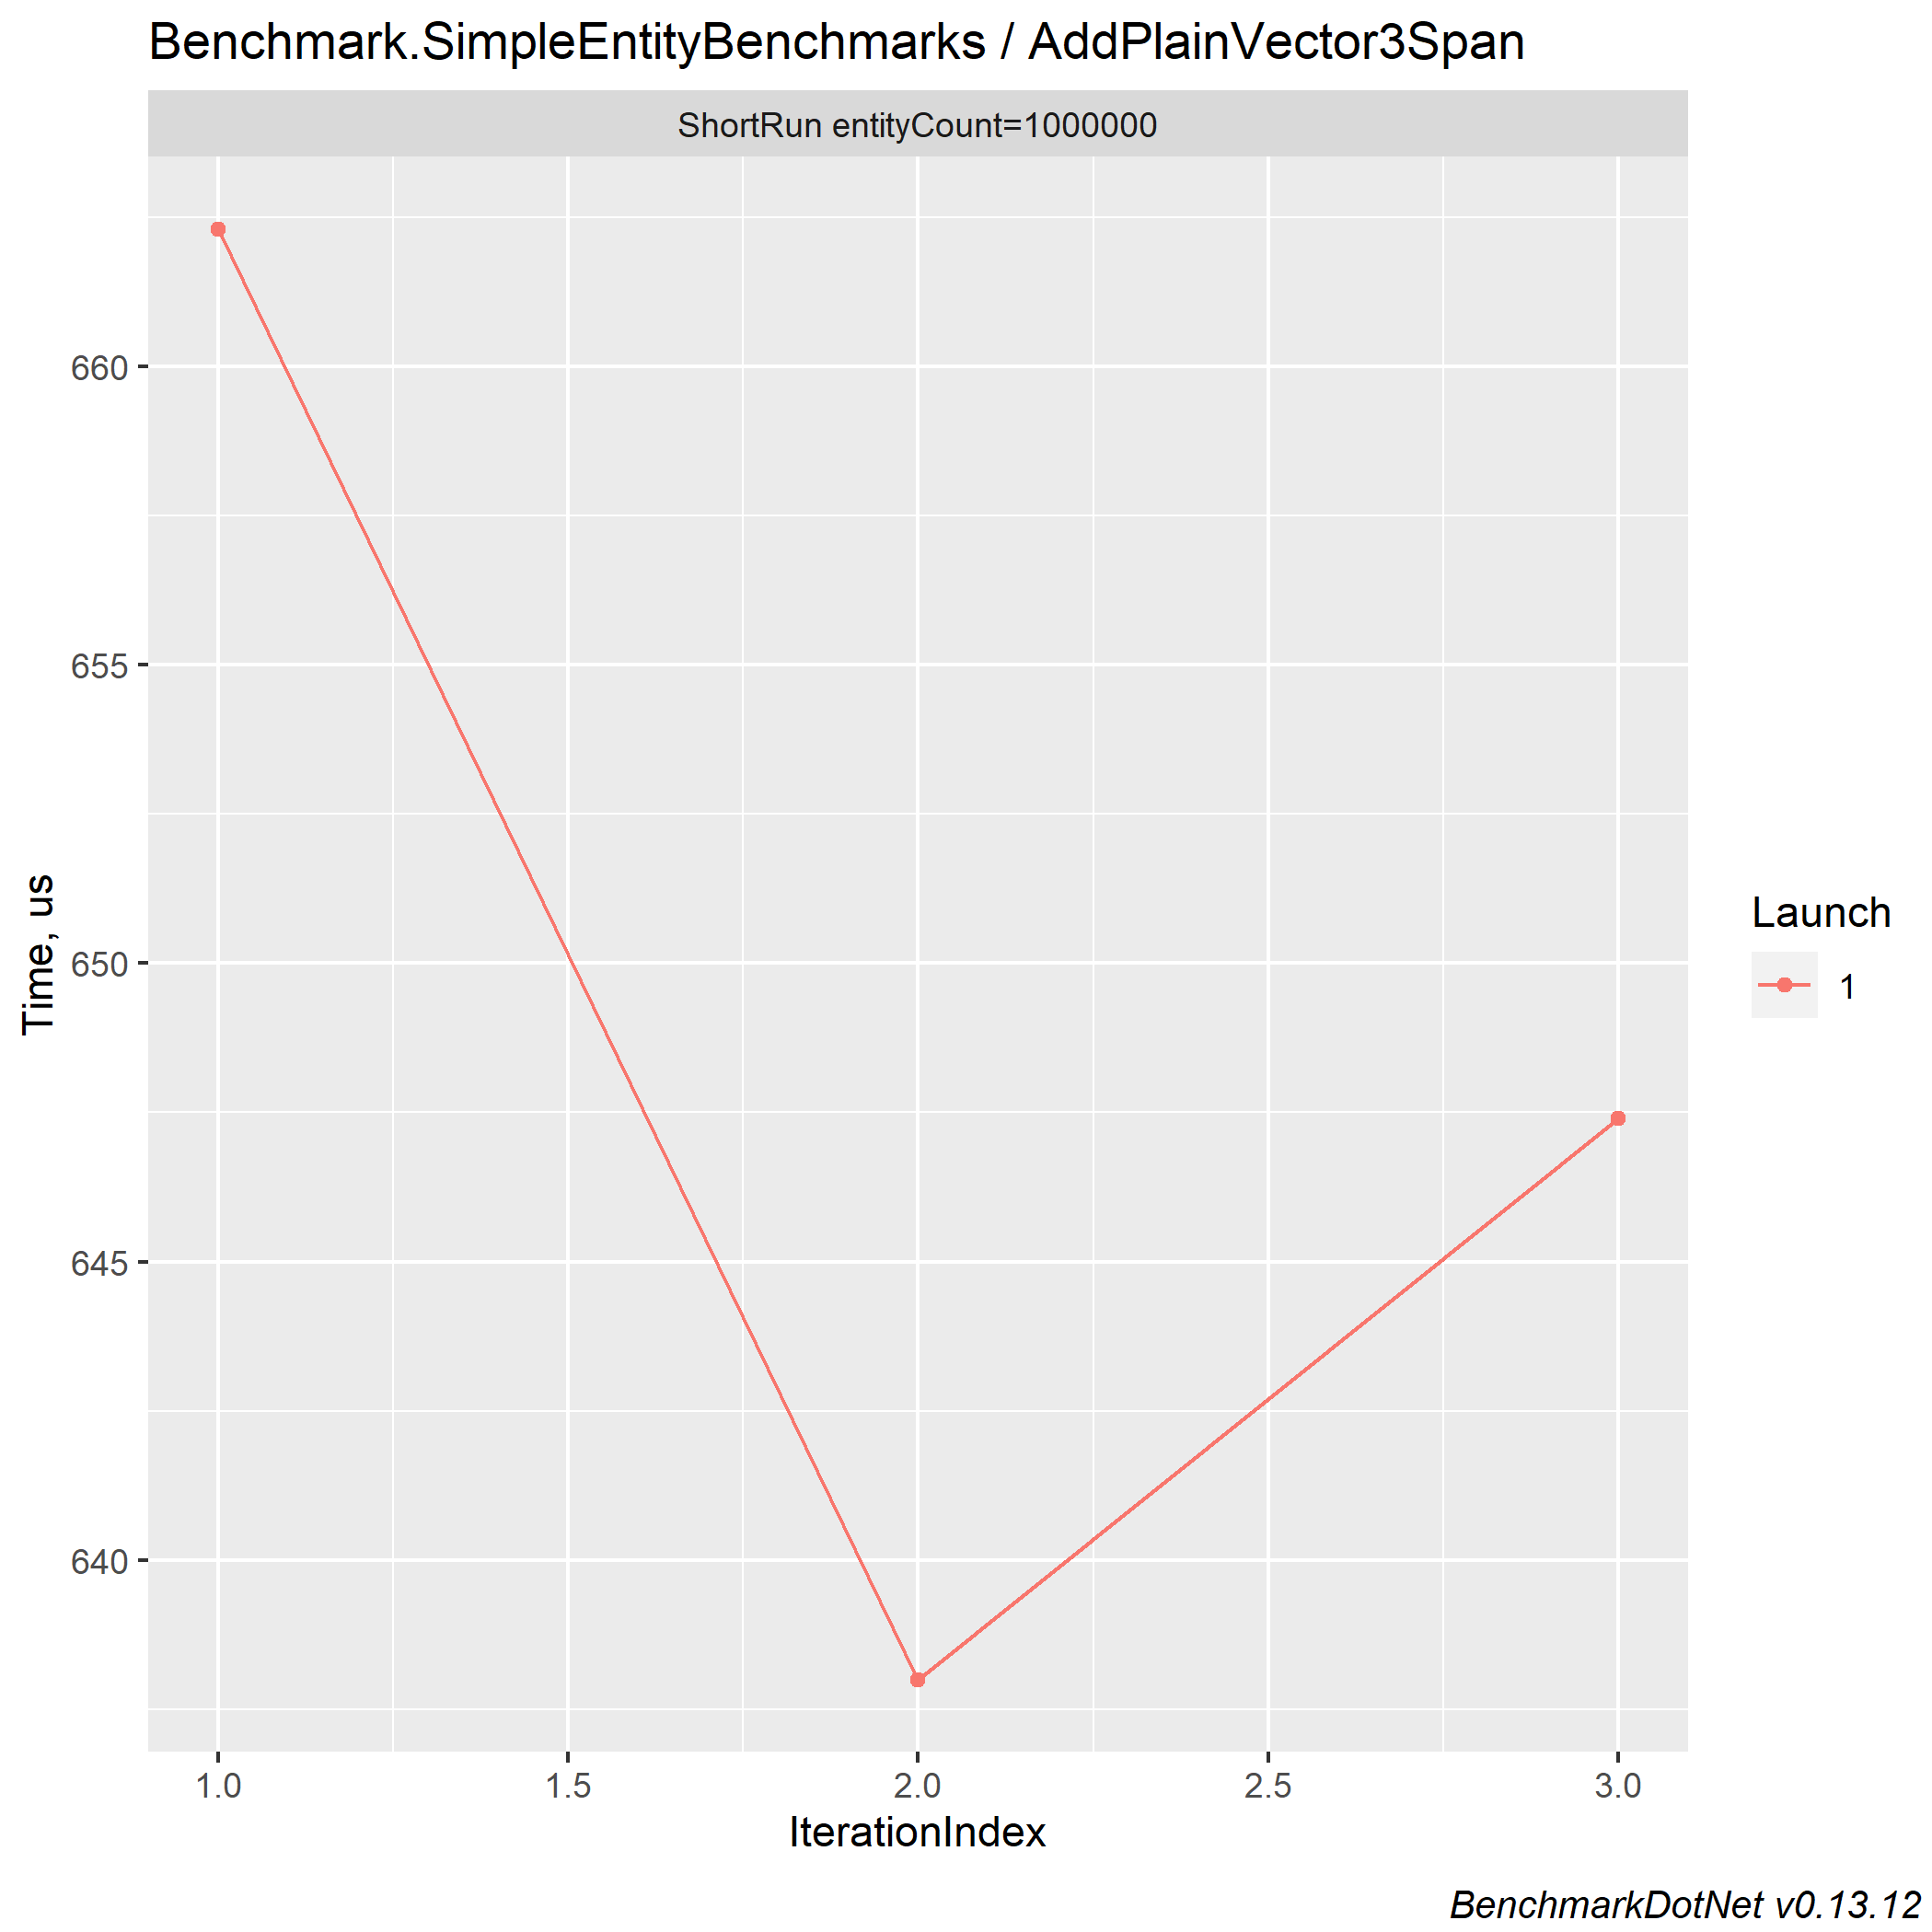 Benchmark.SimpleEntityBenchmarks / AddPlainVector3Span
ShortRun entityCount=1000000
660
655
650
645
640
Time, us
1.0 1.5 2.0 2.5 3.0
IterationIndex
Launch
1
BenchmarkDotNet v0.13.12